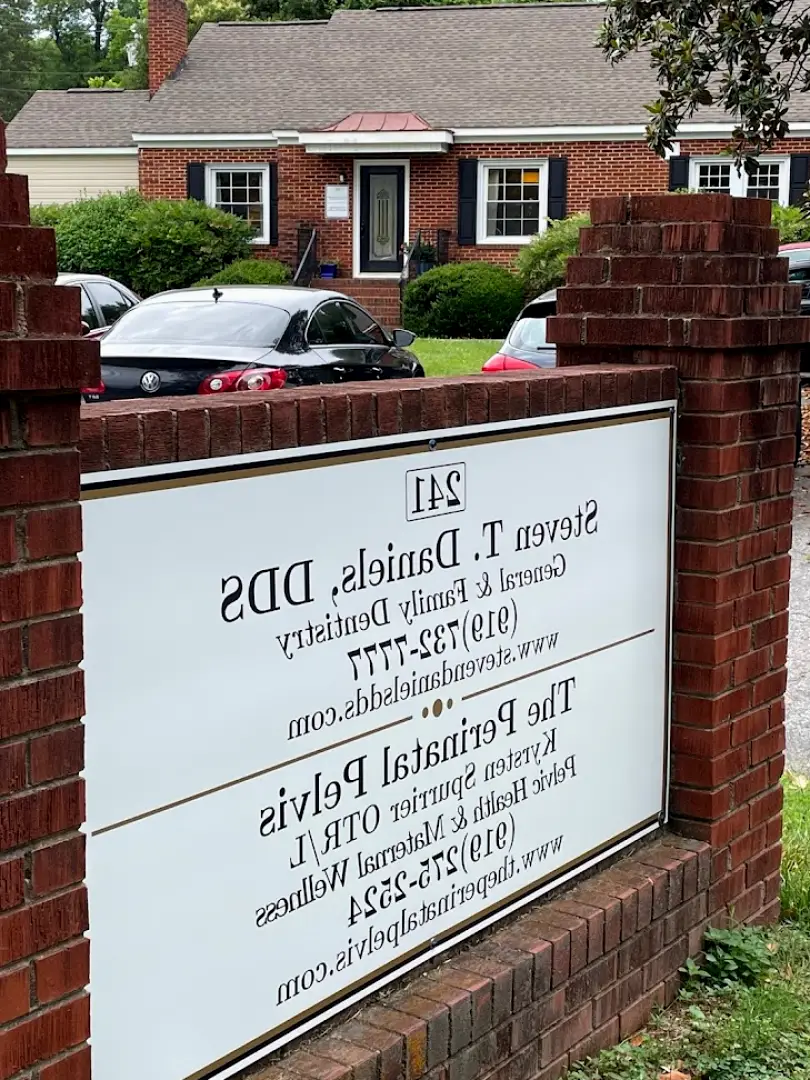 241
Steven T. Daniels, DDS
General & Family Dentistry
(919)732-7777
www.stevendanielsdds.com
The Perinatal Pelvis
Kyrsten Spurrier OTR/L
Pelvic Health & Maternal Wellness
(919)275-2524
www.theperinatalpelvis.com